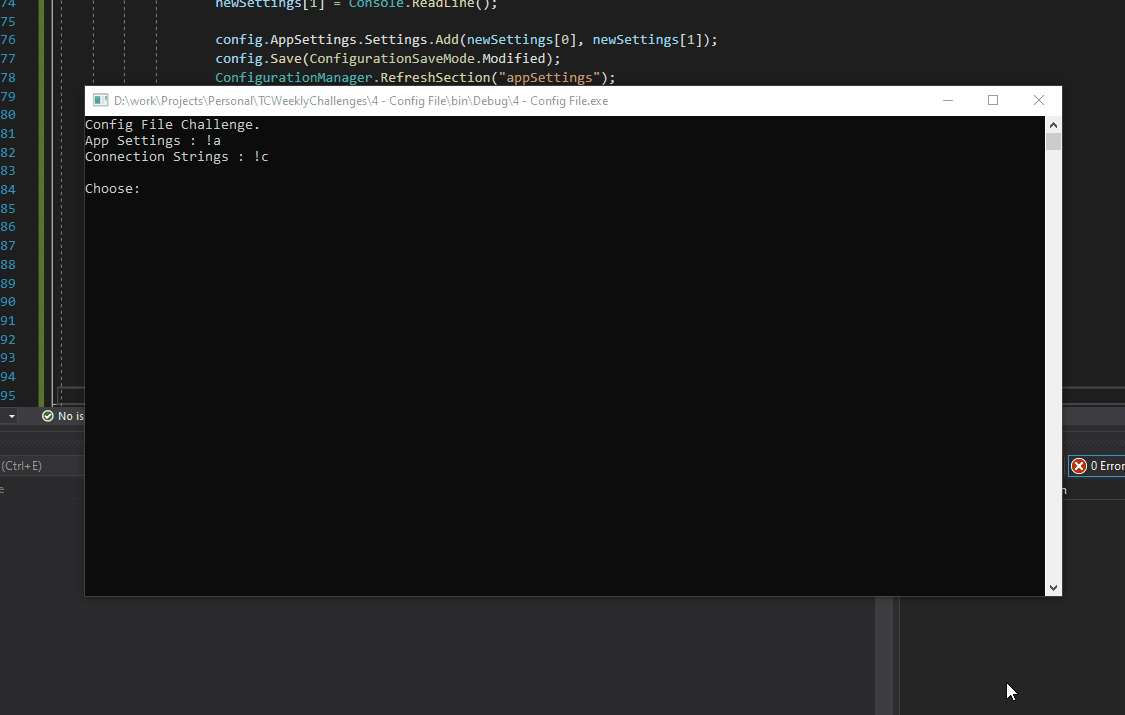 74 newSettings[1] = Console.ReadLine();
75
76 config.AppSettings.Settings.Add(newSettings[0], newSettings[1]);
77 config.Save(ConfigurationSaveMode.Modified);
78 ConfigurationManager.RefreshSection("appSettings");
79
D:\work\Projects\Personal\TCWeeklyChallenges\4 - Config File\bin\Debug\4 - Config File.exe
80
Config File Challenge.
81
App Settings : !a
82
Connection Strings : !c
83
84
Choose:
85
86
87
88
89
90
91
92
93
94
95
No is
(Ctrl+E)
0 Error
e
n